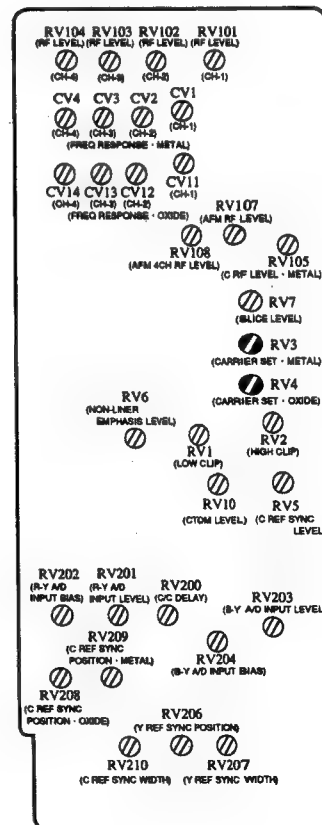 RV104 RV103 RV102 RV101
(RF LEVEL) (RF LEVEL) (RF LEVEL) (RF LEVEL)
(CH-4) (CH-3) (CH-2) (CH-1)
CV4 CV3 CV2 CV1
(CH-4) (CH-3) (CH-2) (CH-1)
(FREQ RESPONSE · METAL)
CV14 CV13 CV12 CV11
(CH-4) (CH-3) (CH-2) (CH-1)
(FREQ RESPONSE · OXIDE)
RV107
(AFM RF LEVEL)
RV108
(AFM 4CH RF LEVEL)
RV105
(C RF LEVEL · METAL)
RV7
(SLICE LEVEL)
RV3
(CARRIER SET · METAL)
RV4
(CARRIER SET · OXIDE)
RV6
(NON-LINER
EMPHASIS LEVEL)
RV1
(LOW CLIP)
RV2
(HIGH CLIP)
RV10
(CTDM LEVEL)
RV5
(C REF SYNC
LEVEL)
RV202 RV201 RV200 RV203
(R-Y A/D
INPUT BIAS)
(R-Y A/D
INPUT LEVEL)
(C/C DELAY)
(B-Y A/D INPUT LEVEL)
RV209
(C REF SYNC
POSITION · METAL)
RV204
(B-Y A/D INPUT BIAS)
RV208
(C REF SYNC
POSITION · OXIDE)
RV206
(Y REF SYNC POSITION)
RV210 RV207
(C REF SYNC WIDTH) (Y REF SYNC WIDTH)